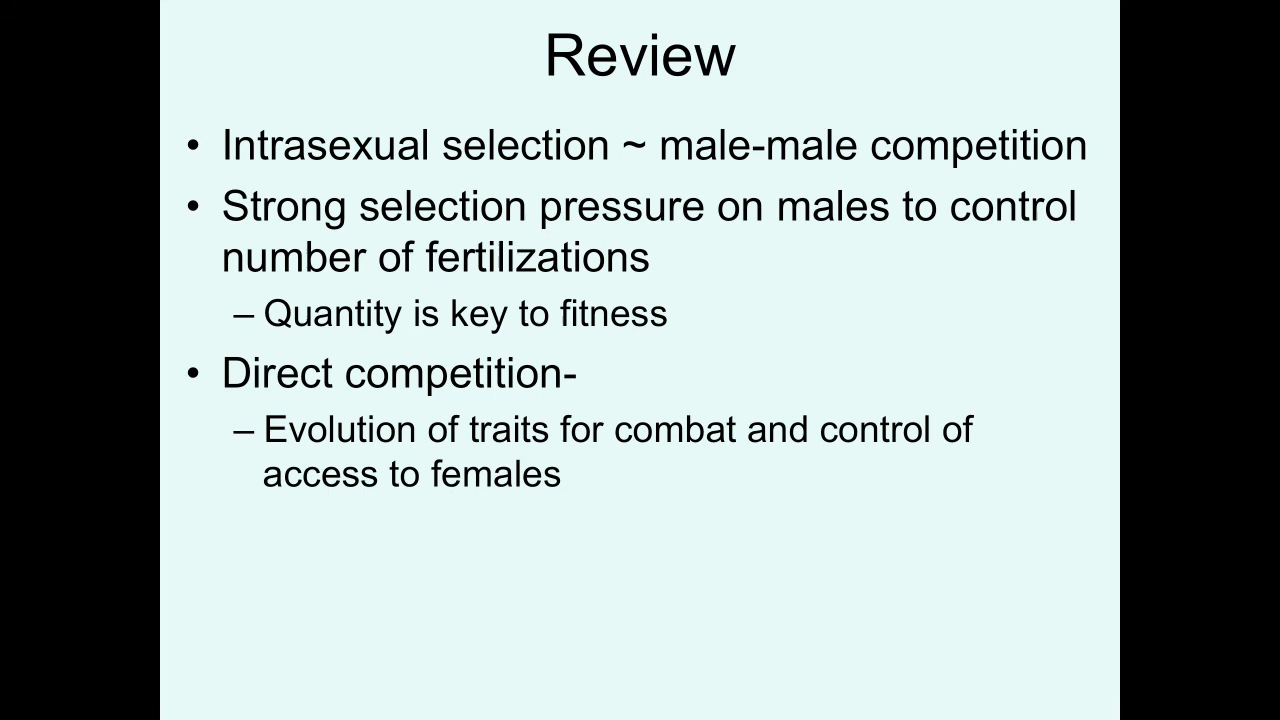 Review
• Intrasexual selection ~ male-male competition
• Strong selection pressure on males to control
number of fertilizations
– Quantity is key to fitness
• Direct competition-
– Evolution of traits for combat and control of
access to females